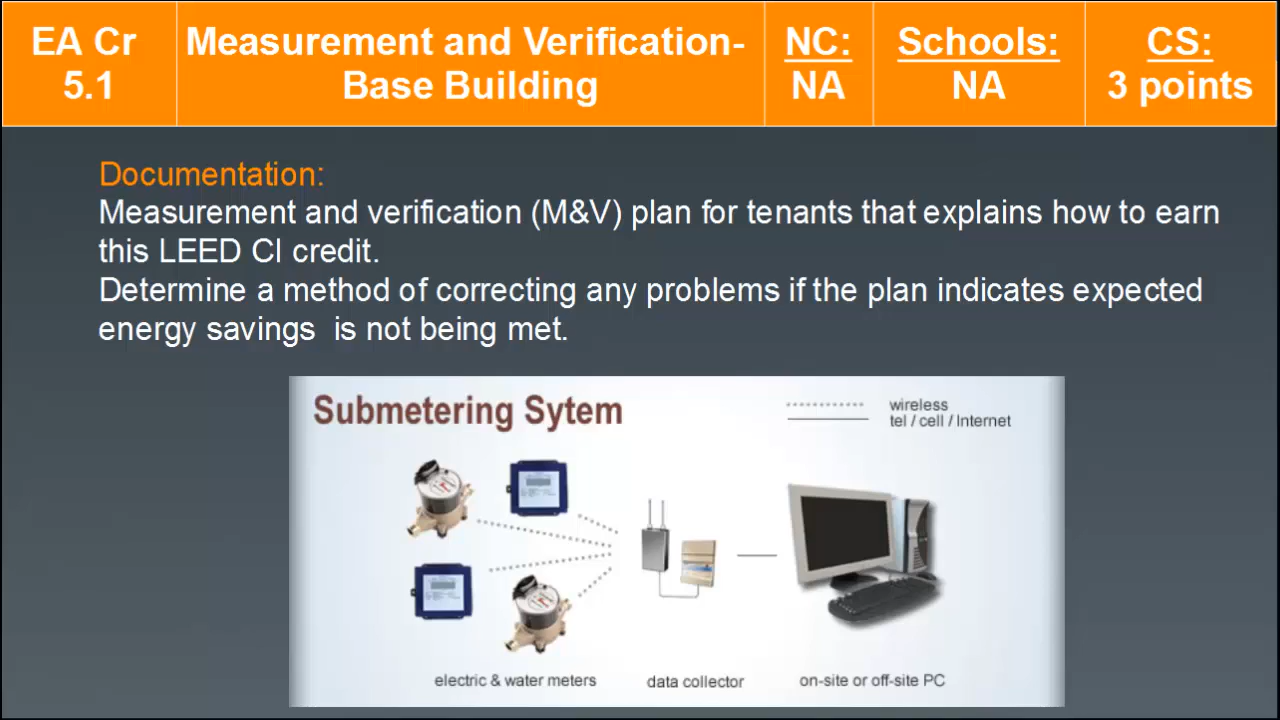 EA Cr 5.1
Measurement and Verification-
Base Building
NC:
NA
Schools:
NA
CS:
3 points
Documentation:
Measurement and verification (M&V) plan for tenants that explains how to earn
this LEED CI credit.
Determine a method of correcting any problems if the plan indicates expected
energy savings is not being met.
Submetering Sytem
wireless
tel / cell / Internet
electric & water meters
data collector
on-site or off-site PC